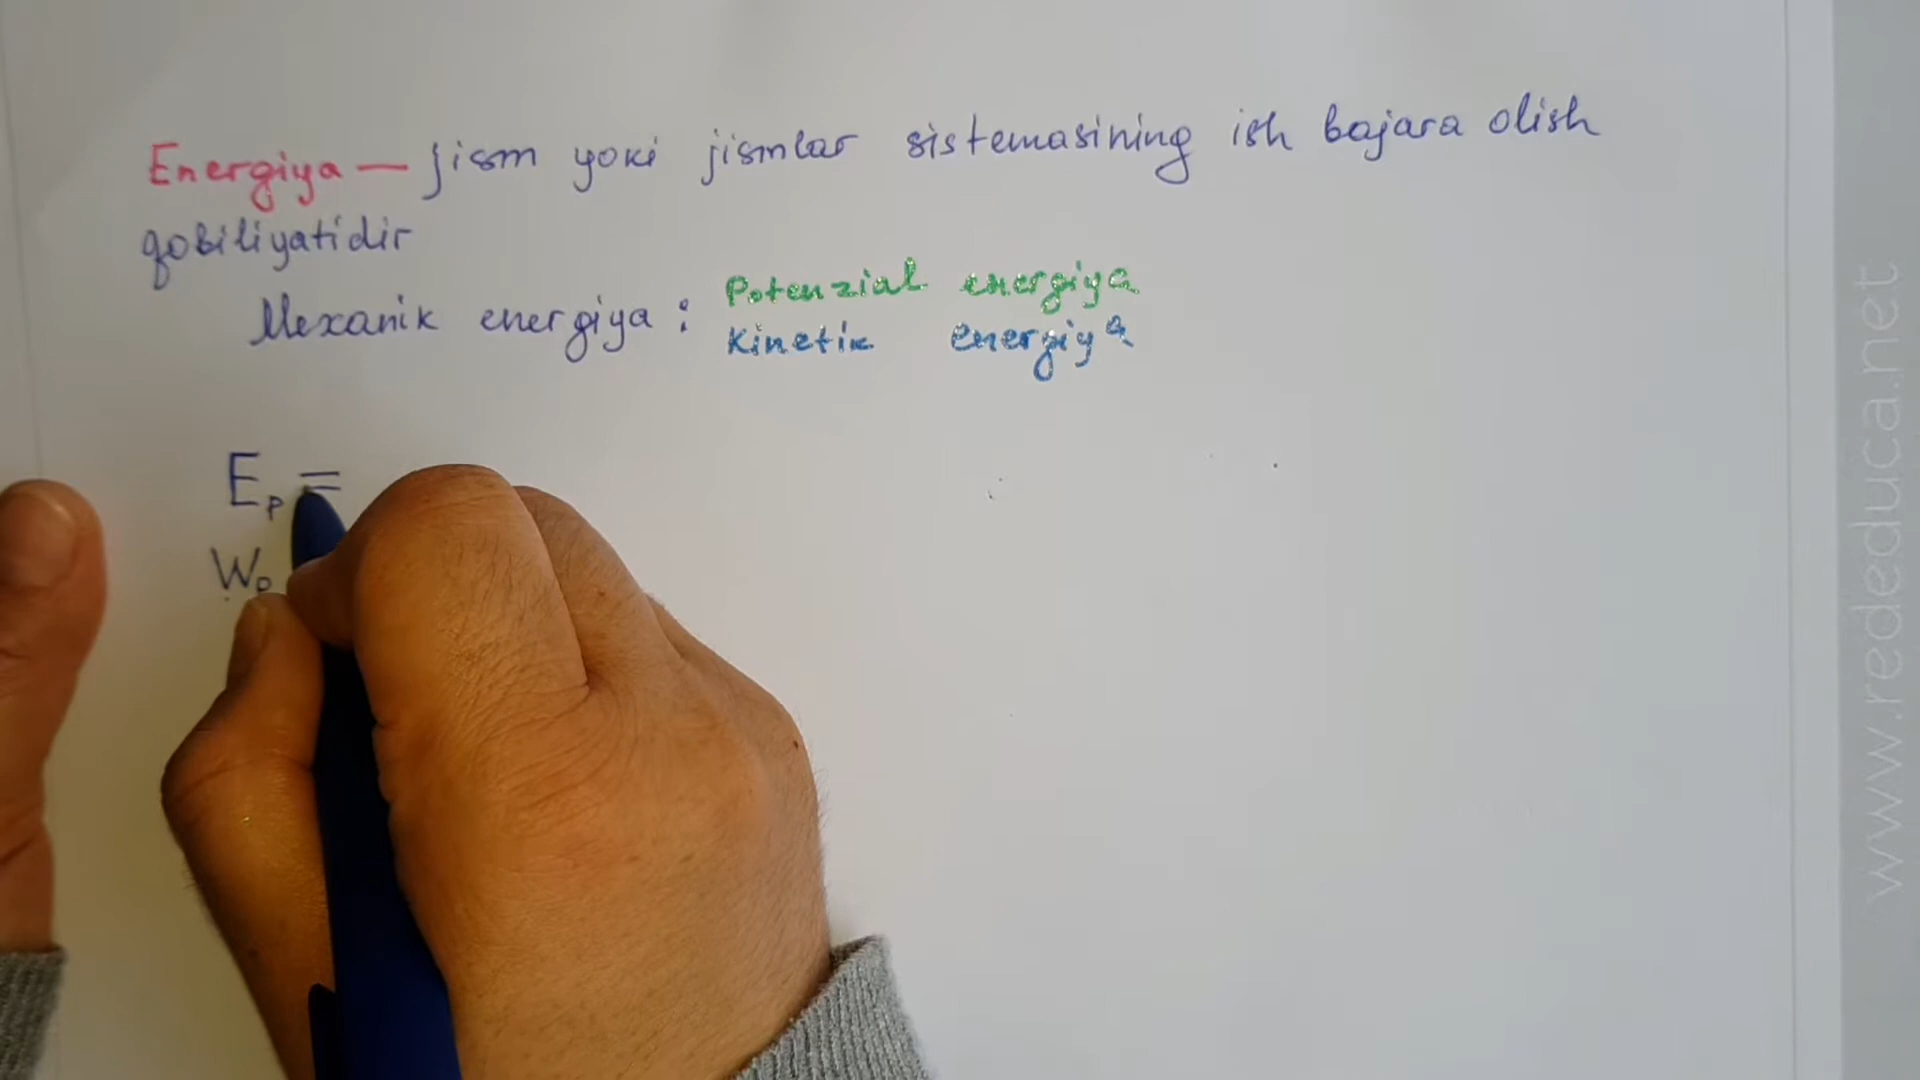 Energiya — jism yoki jismlar sistemasining ish bajara olish
qobiliyatidir
Mexanik energiya :
Potenzial energiya
Kinetik energiya
Ep =
Wp
www.rededuca.net